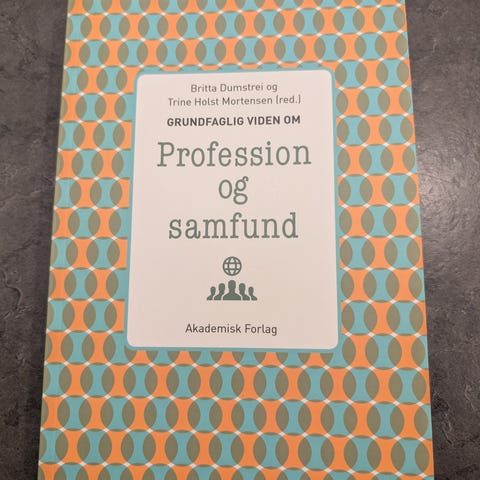 Britta Dumstrei og
Trine Holst Mortensen (red.)
GRUNDFAGLIG VIDEN OM
Profession
og
samfund
Akademisk Forlag